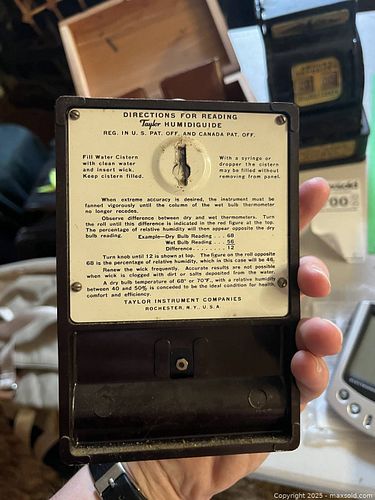 DIRECTIONS FOR READING
Taylor HUMIDIGUIDE
REG. IN U. S. PAT. OFF. AND CANADA PAT. OFF.
Fill Water Cistern
with clean water
and insert wick.
Keep cistern filled.
With a syringe or
dropper the cistern
may be filled without
removing from panel.
When extreme accuracy is desired, the instrument must be
fanned vigorously until the column of the wet bulb thermometer
no longer recedes.
Observe difference between dry and wet thermometers. Turn
the roll until this difference is indicated in the red figure at the top.
The percentage of relative humidity will then appear opposite the dry
bulb reading.
Example—Dry Bulb Reading . . . 68
Wet Bulb Reading . . . 56
Difference . . . . . 12
Turn knob until 12 is shown at top. The figure on the roll opposite
68 is the percentage of relative humidity, which in this case will be 46.
Renew the wick frequently. Accurate results are not possible
when wick is clogged with dirt or salts deposited from the water.
A dry bulb temperature of 68° or 70°F., with a relative humidity
between 40 and 50% is conceded to be the ideal condition for health,
comfort and efficiency.
TAYLOR INSTRUMENT COMPANIES
ROCHESTER, N. Y., U. S. A.
Copyright 2025 - maxsold.com